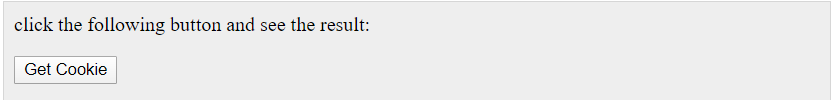 click the following button and see the result:
Get Cookie